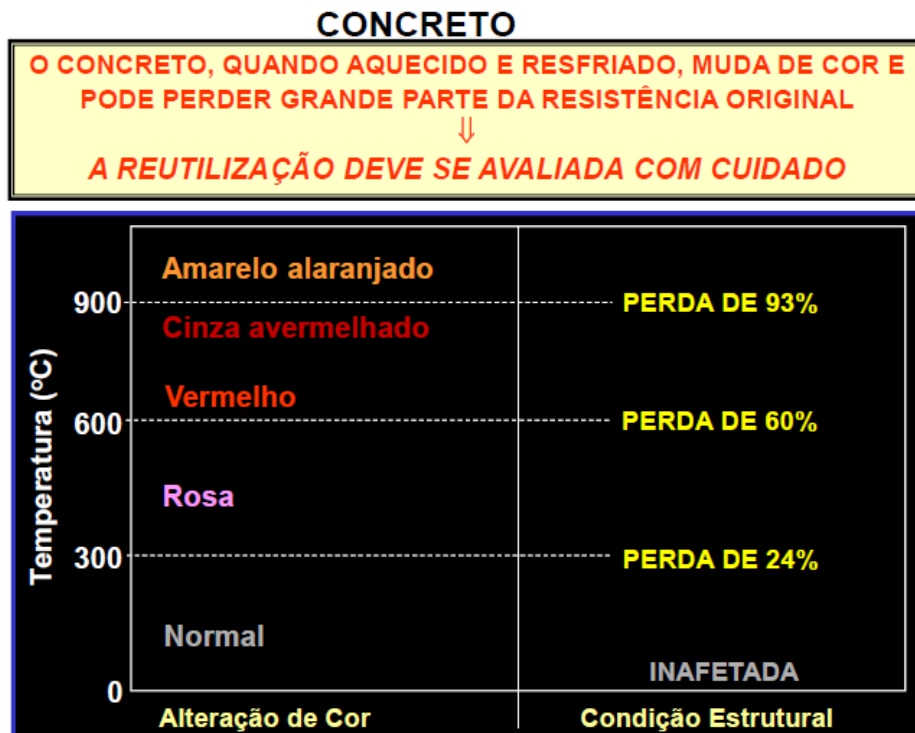 CONCRETO
O CONCRETO, QUANDO AQUECIDO E RESFRIADO, MUDA DE COR E
PODE PERDER GRANDE PARTE DA RESISTÊNCIA ORIGINAL
⇓
A REUTILIZAÇÃO DEVE SE AVALIADA COM CUIDADO
Temperatura (ºC)
Amarelo alaranjado
900
PERDA DE 93%
Cinza avermelhado
Vermelho
600
PERDA DE 60%
Rosa
300
PERDA DE 24%
Normal
INAFETADA
0
Alteração de Cor
Condição Estrutural